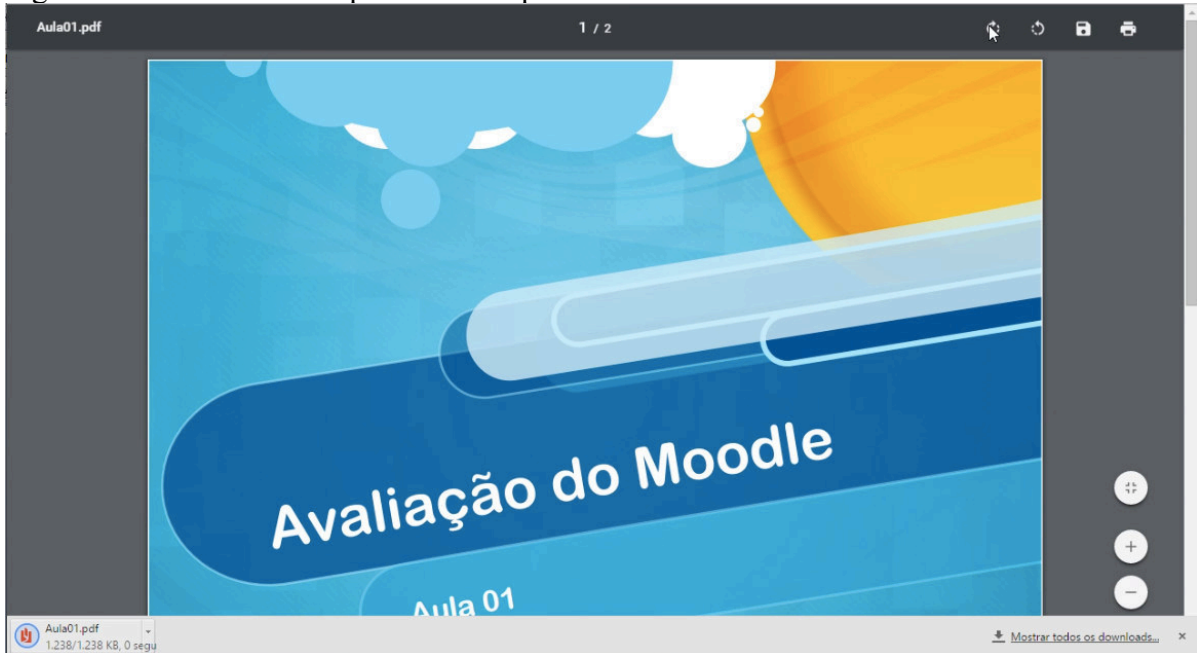 Aula01.pdf
1 / 2
Avaliação do Moodle
Aula 01
Aula01.pdf
1.238/1.238 KB, 0 segu
Mostrar todos os downloads...